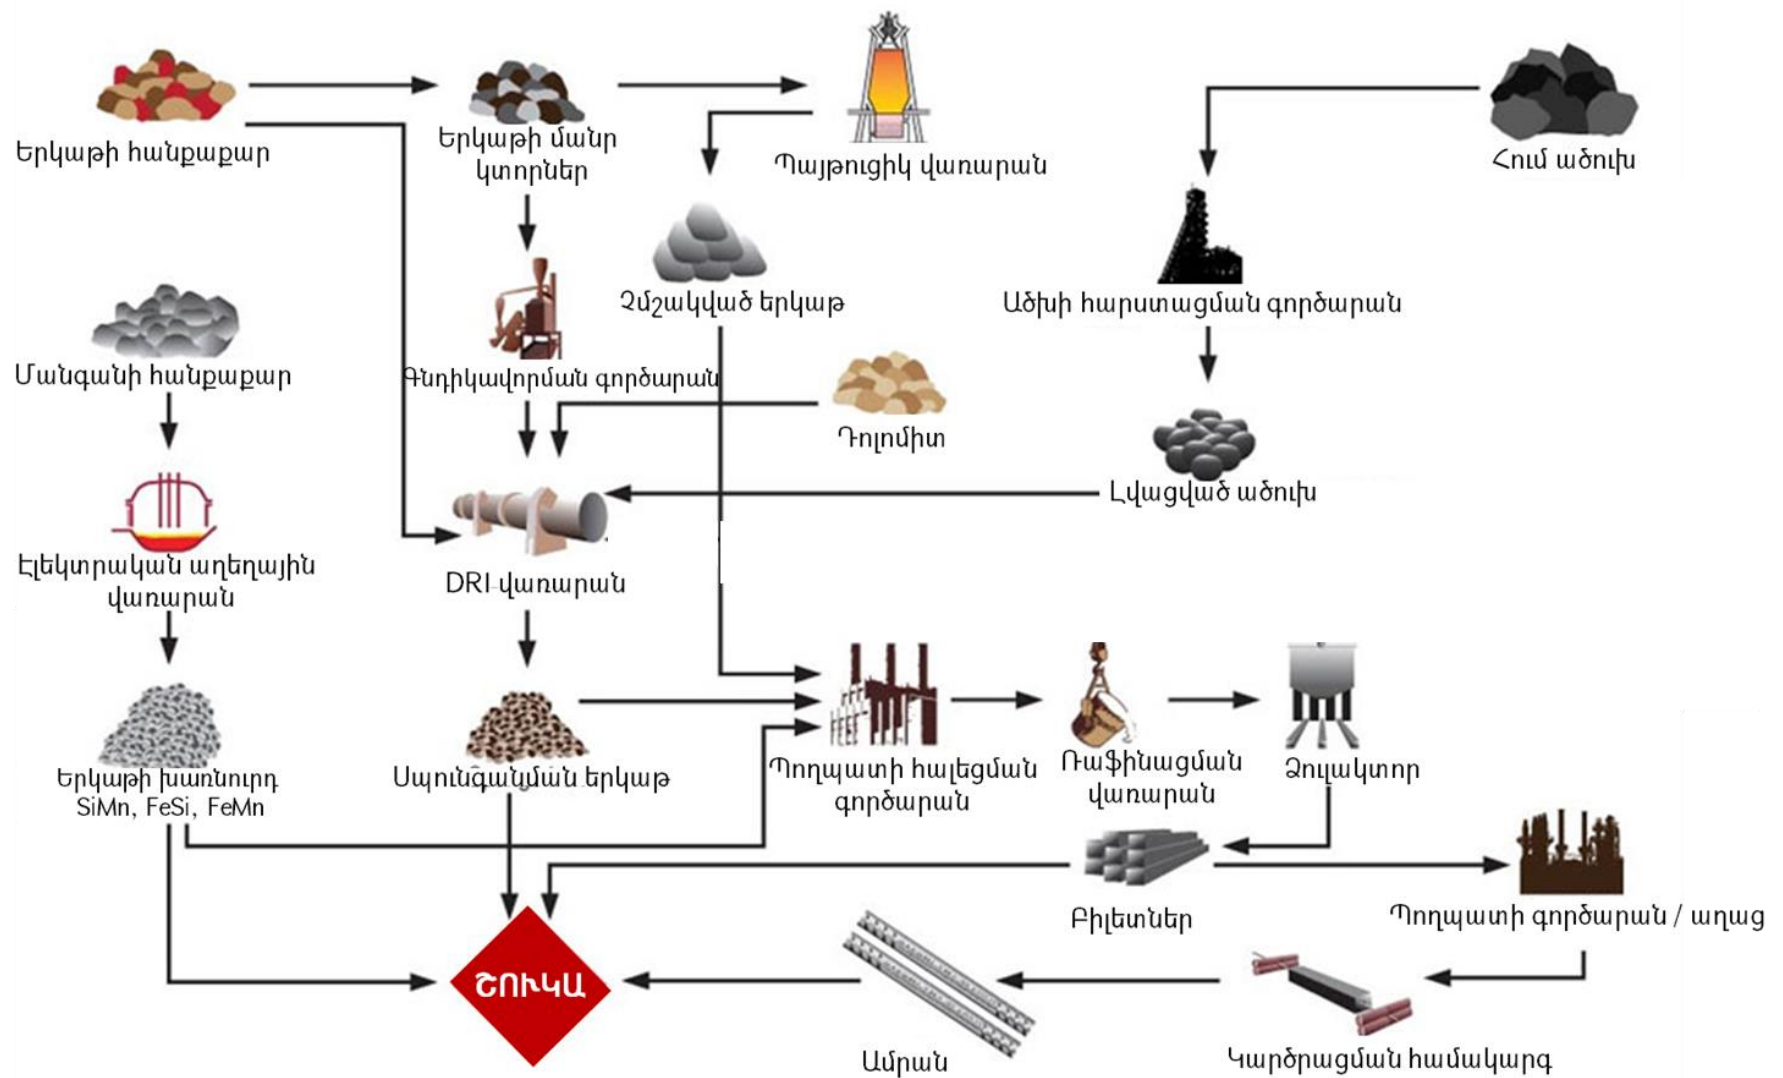 Երկաթի հանքաքար
Երկաթի մանր
կտորներ
Պայթուցիկ վառարան
Հում ածուխ
Չմշակված երկաթ
Ածխի հարստացման գործարան
Մանգանի հանքաքար
Գնդիկավորման գործարան
Դոլոմիտ
Լվացված ածուխ
Էլեկտրական աղեղային
վառարան
DRI վառարան
Երկաթի խառնուրդ
SiMn, FeSi, FeMn
Սպունգանման երկաթ
Պողպատի հալեցման
գործարան
Ռաֆինացման
վառարան
Ձուլակտոր
Բիլետներ
Պողպատի գործարան / աղաց
ՇՈՒԿԱ
Ամրան
Կարծրացման համակարգ